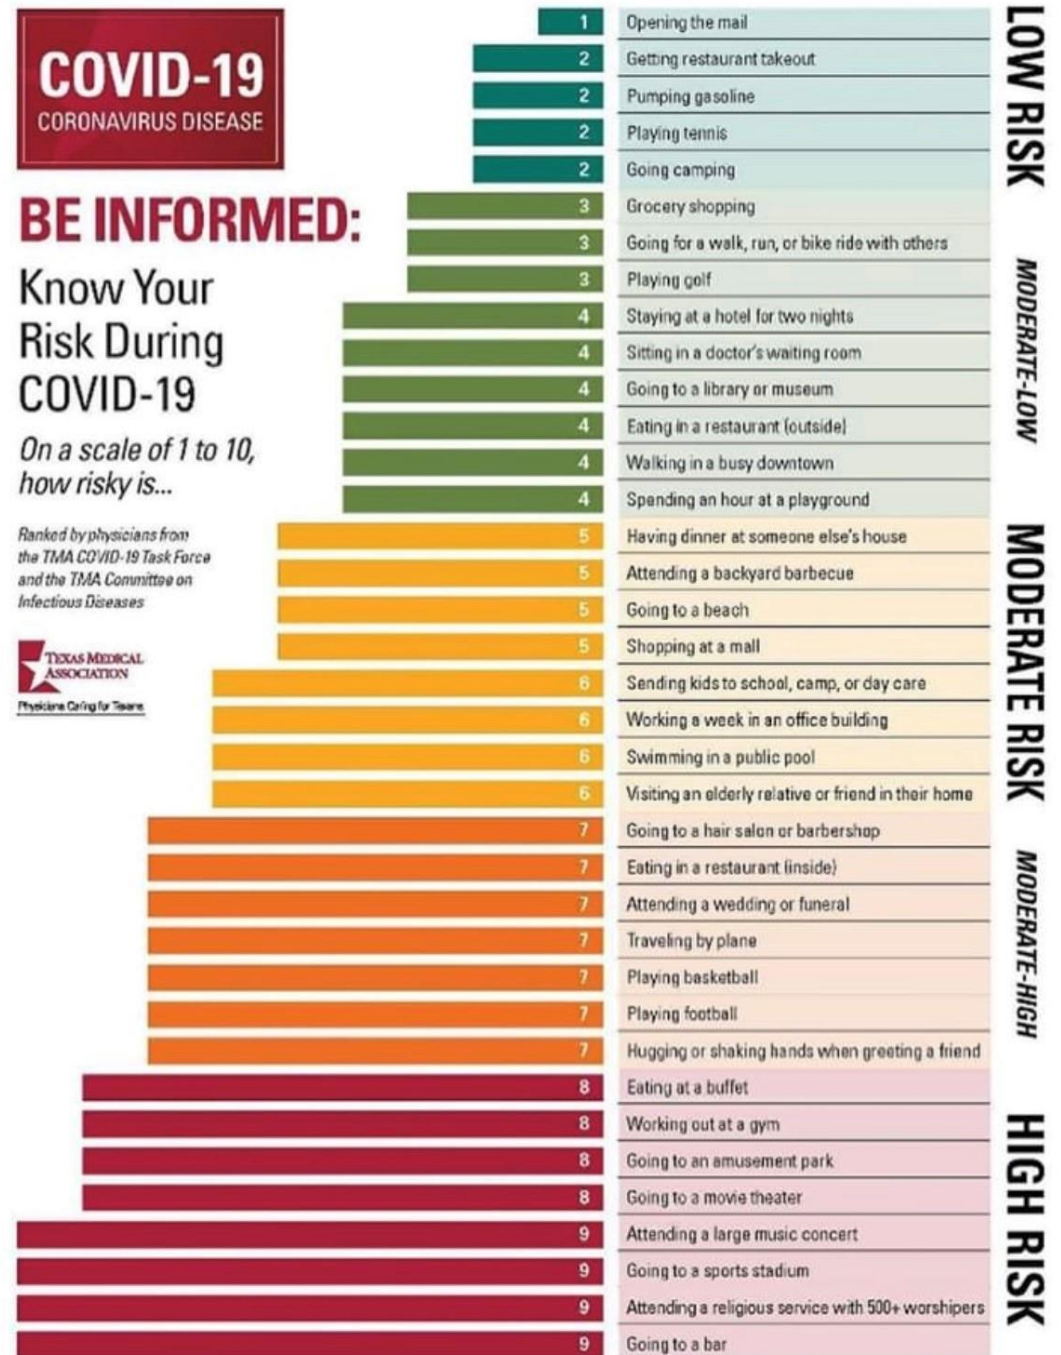 COVID-19
CORONAVIRUS DISEASE
BE INFORMED:
Know Your
Risk During
COVID-19
On a scale of 1 to 10,
how risky is...
Ranked by physicians from
the TMA COVID-19 Task Force
and the TMA Committee on
Infectious Diseases
TEXAS MEDICAL
ASSOCIATION
Physicians Caring for Texans
LOW RISK
1 Opening the mail
2 Getting restaurant takeout
2 Pumping gasoline
2 Playing tennis
2 Going camping
MODERATE-LOW
3 Grocery shopping
3 Going for a walk, run, or bike ride with others
3 Playing golf
4 Staying at a hotel for two nights
4 Sitting in a doctor's waiting room
4 Going to a library or museum
4 Eating in a restaurant (outside)
4 Walking in a busy downtown
4 Spending an hour at a playground
MODERATE RISK
5 Having dinner at someone else's house
5 Attending a backyard barbecue
5 Going to a beach
5 Shopping at a mall
6 Sending kids to school, camp, or day care
6 Working a week in an office building
6 Swimming in a public pool
6 Visiting an elderly relative or friend in their home
MODERATE-HIGH
7 Going to a hair salon or barbershop
7 Eating in a restaurant (inside)
7 Attending a wedding or funeral
7 Traveling by plane
7 Playing basketball
7 Playing football
7 Hugging or shaking hands when greeting a friend
HIGH RISK
8 Eating at a buffet
8 Working out at a gym
8 Going to an amusement park
8 Going to a movie theater
9 Attending a large music concert
9 Going to a sports stadium
9 Attending a religious service with 500+ worshipers
9 Going to a bar